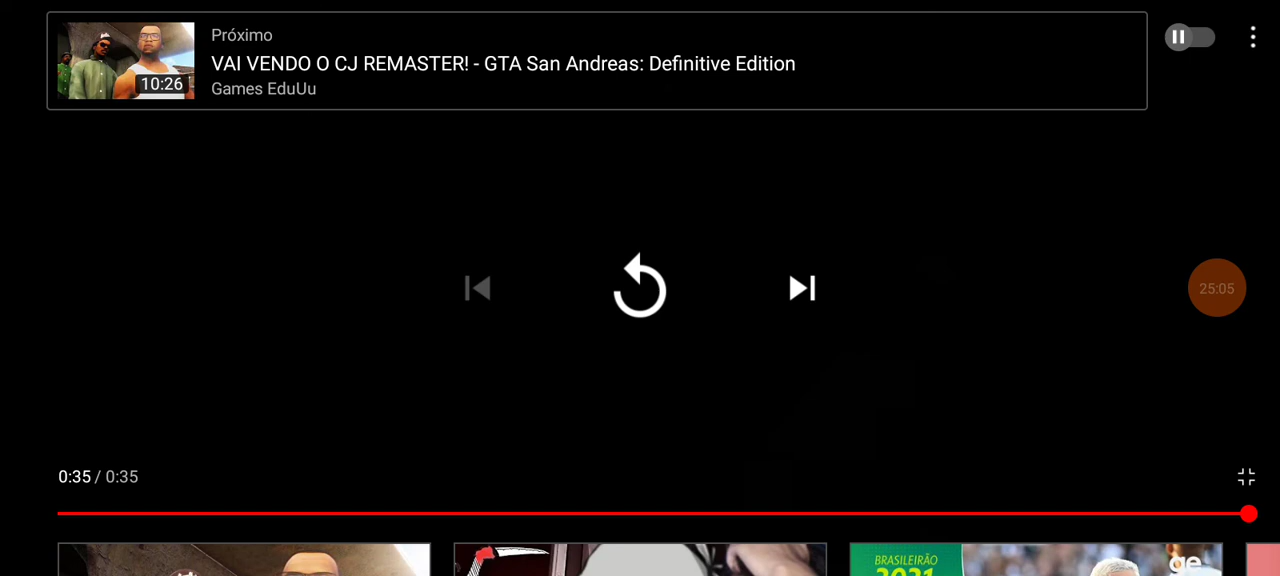 Próximo
VAI VENDO O CJ REMASTER! - GTA San Andreas: Definitive Edition
Games EduUu
10:26
25:05
0:35 / 0:35
BRASILEIRÃO
2021
ge